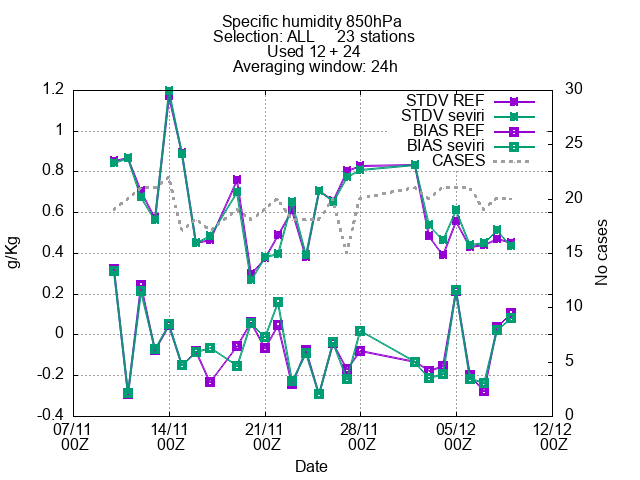 Specific humidity 850hPa
Selection: ALL     23 stations
Used 12 + 24
Averaging window: 24h
STDV REF
STDV seviri
BIAS REF
BIAS seviri
CASES
1.2
1
0.8
0.6
0.4
0.2
0
-0.2
-0.4
g/Kg
30
25
20
15
10
5
0
No cases
07/11 14/11 21/11 28/11 05/12 12/12
00Z 00Z 00Z 00Z 00Z 00Z
Date